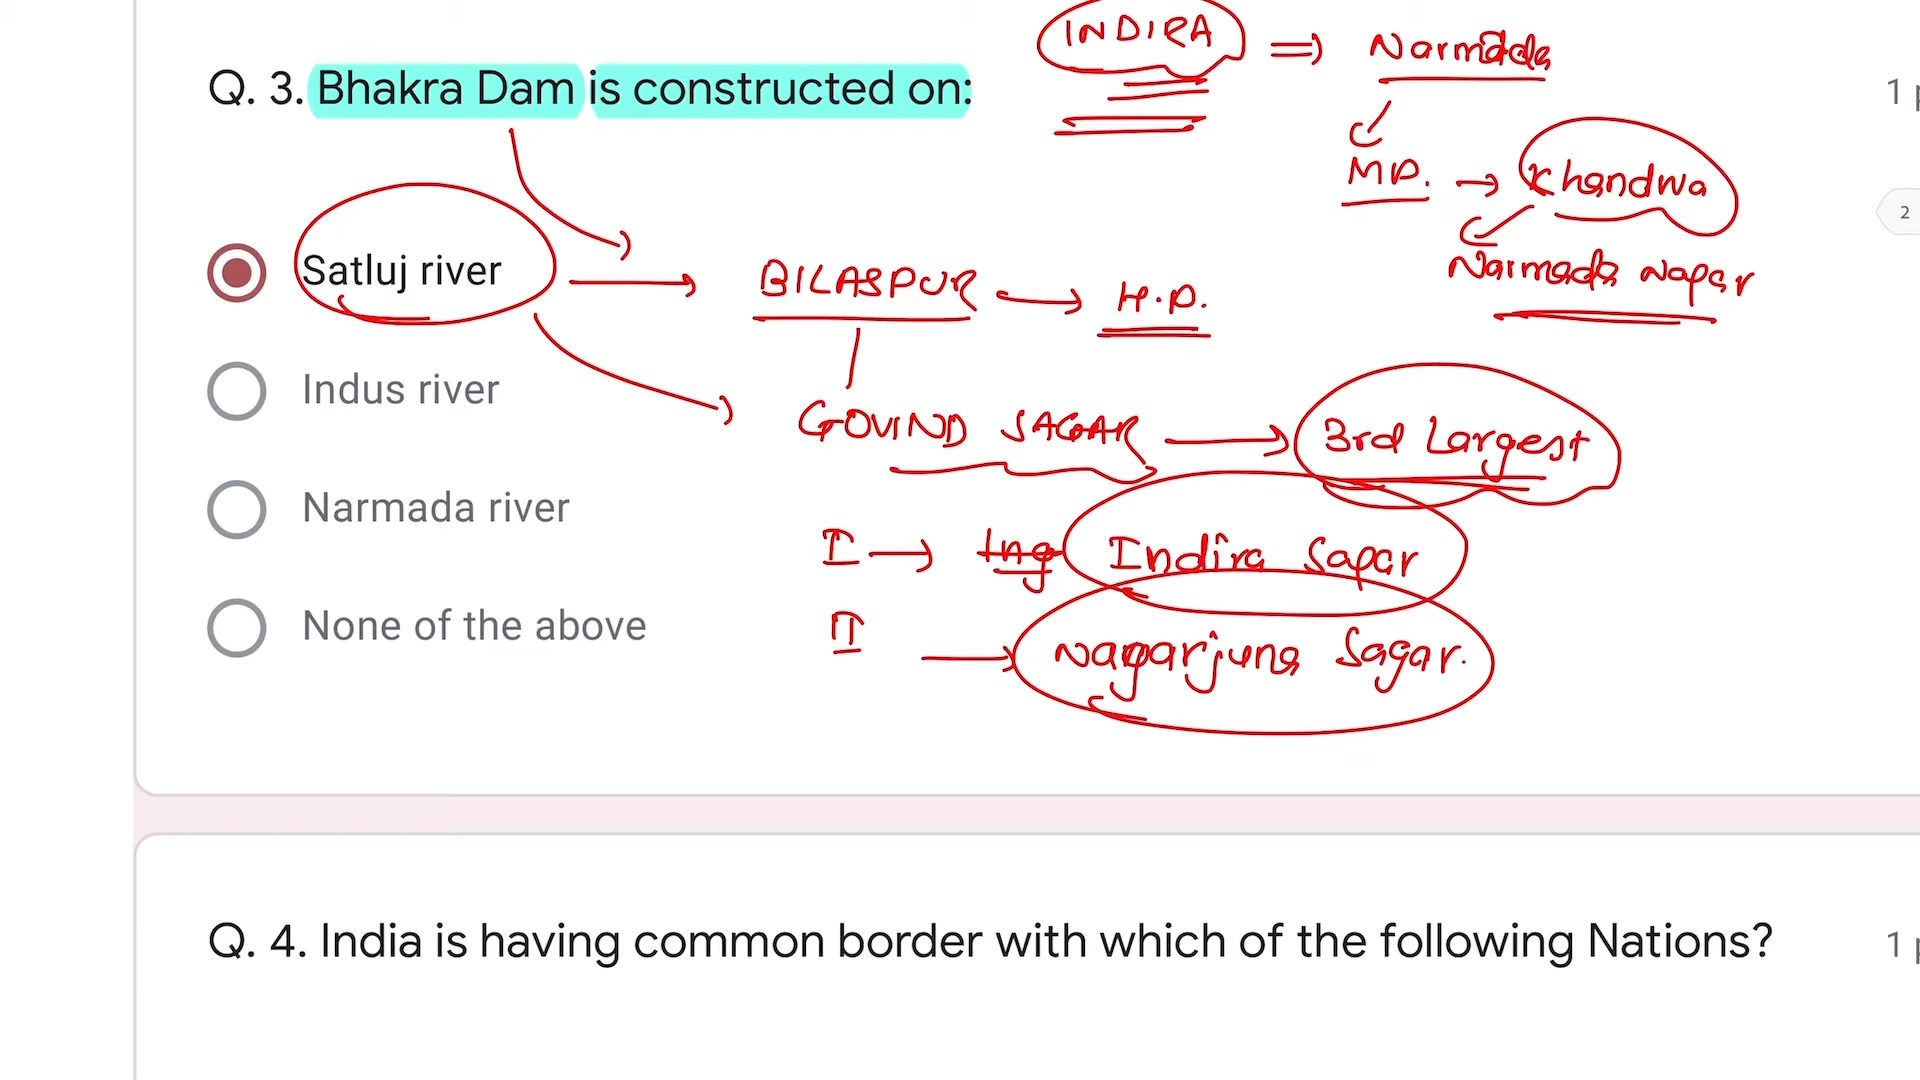 INDIRA ⇒ Narmada
Q. 3. Bhakra Dam is constructed on:
1 p
M.P. → Khandwa
2
Narmada Nagar
Satluj river → BILASPUR → H.P.
Indus river
GOVIND SAGAR → 3rd Largest
Narmada river
I → Ing Indira Sagar
None of the above
II → Nagarjuna Sagar.
Q. 4. India is having common border with which of the following Nations?
1 p